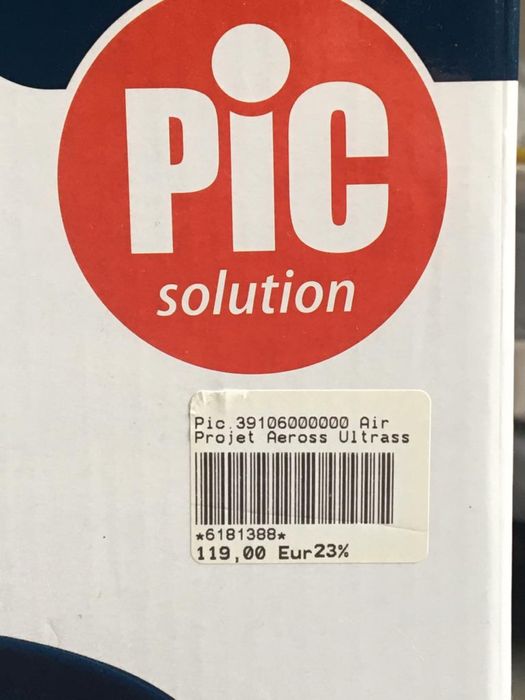 PiC
solution
Pic.39106000000 Air
Projet Aeross Ultrass
*6181388*
119,00 Eur23%